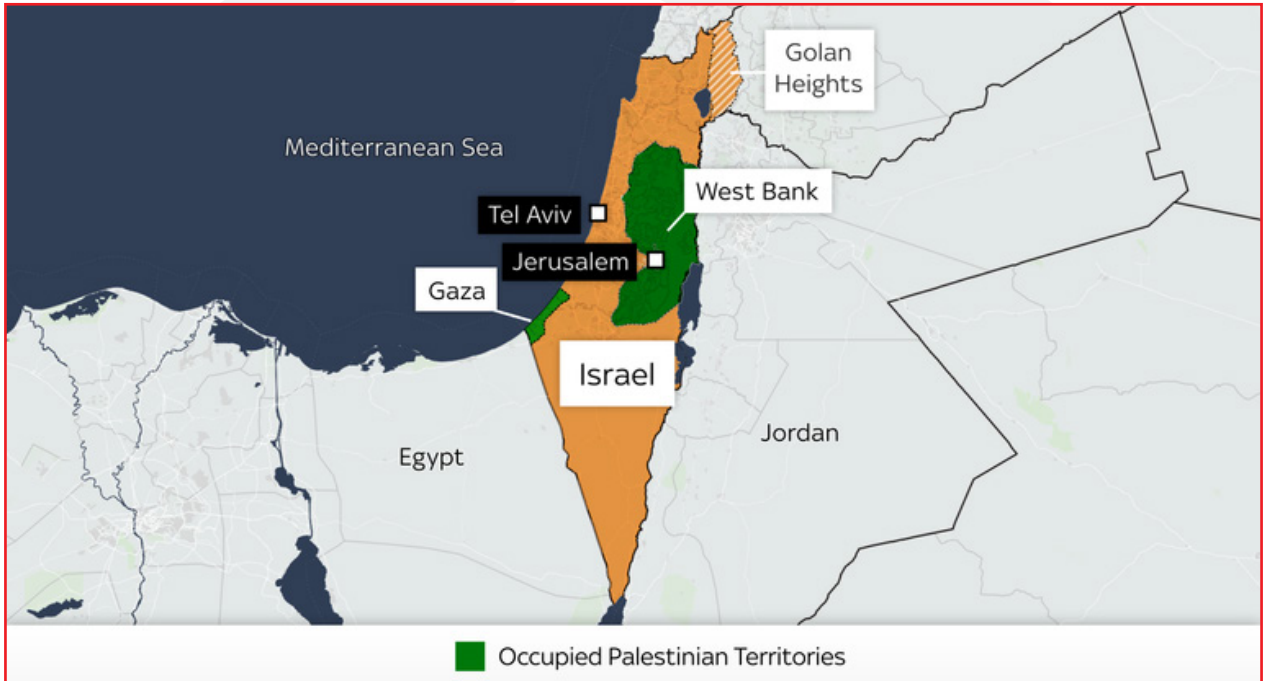 Golan
Heights
Mediterranean Sea
West Bank
Tel Aviv
Jerusalem
Gaza
Israel
Jordan
Egypt
Occupied Palestinian Territories